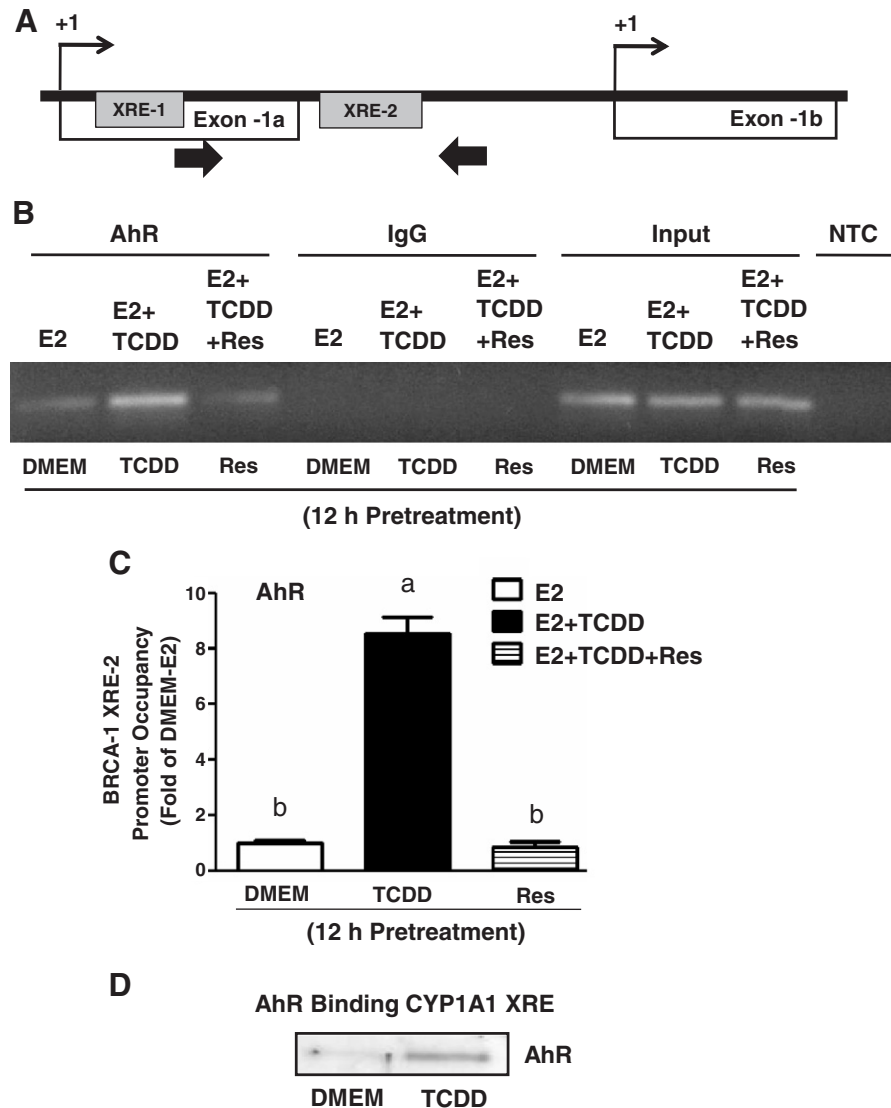 A
+1
+1
XRE-1
Exon -1a
XRE-2
Exon -1b
B
AhR
IgG
Input
NTC
E2
E2+
TCDD
E2+
TCDD
+Res
E2
E2+
TCDD
E2+
TCDD
+Res
E2
E2+
TCDD
E2+
TCDD
+Res
DMEM
TCDD
Res
DMEM
TCDD
Res
DMEM
TCDD
Res
(12 h Pretreatment)
C
BRCA-1 XRE-2
Promoter Occupancy
(Fold of DMEM-E2)
10
8
6
4
2
0
AhR
b
a
b
E2
E2+TCDD
E2+TCDD+Res
DMEM
TCDD
Res
(12 h Pretreatment)
D
AhR Binding CYP1A1 XRE
AhR
DMEM
TCDD